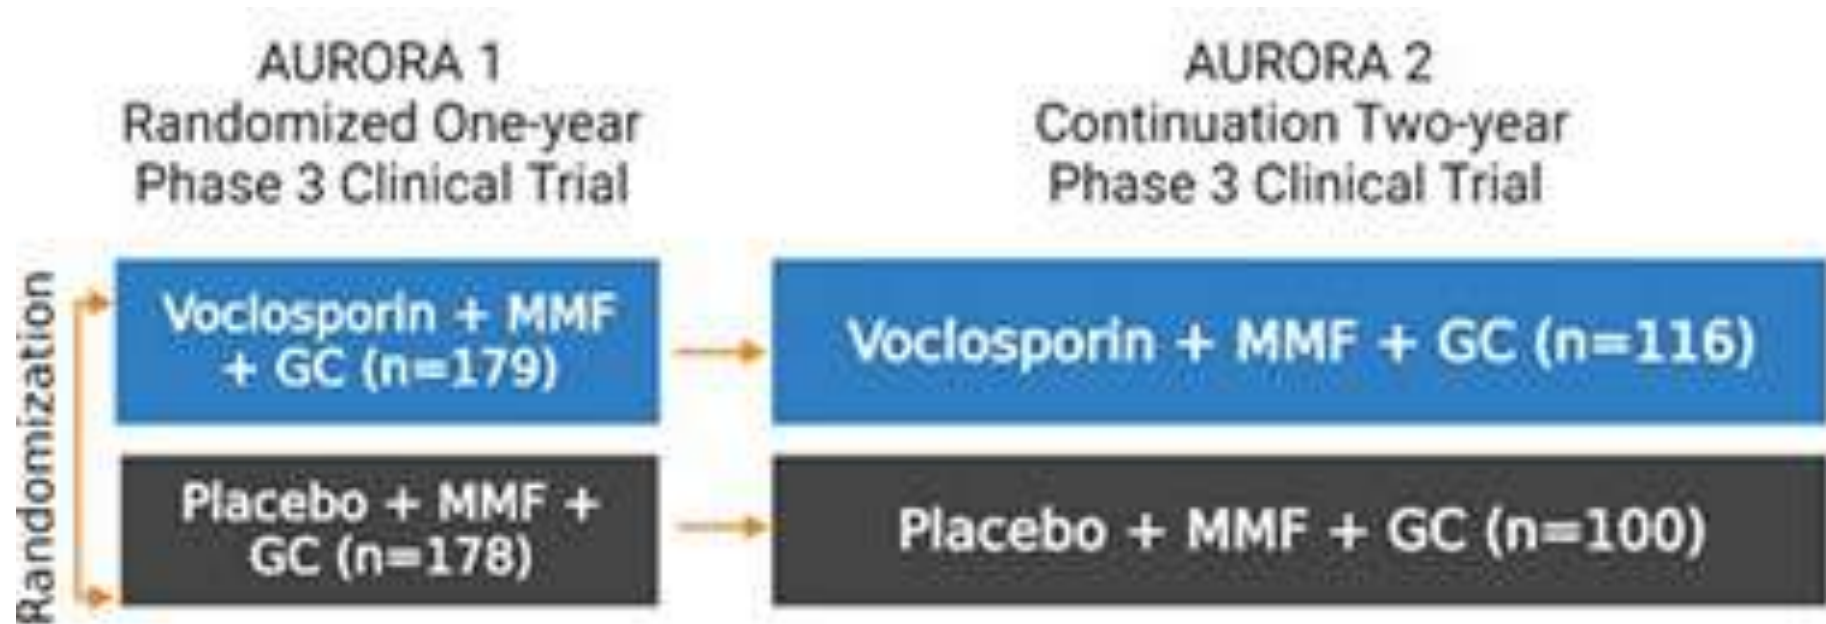 AURORA 1
Randomized One-year
Phase 3 Clinical Trial
AURORA 2
Continuation Two-year
Phase 3 Clinical Trial
Randomization
Voclosporin + MMF
+ GC (n=179)
Voclosporin + MMF + GC (n=116)
Placebo + MMF +
GC (n=178)
Placebo + MMF + GC (n=100)